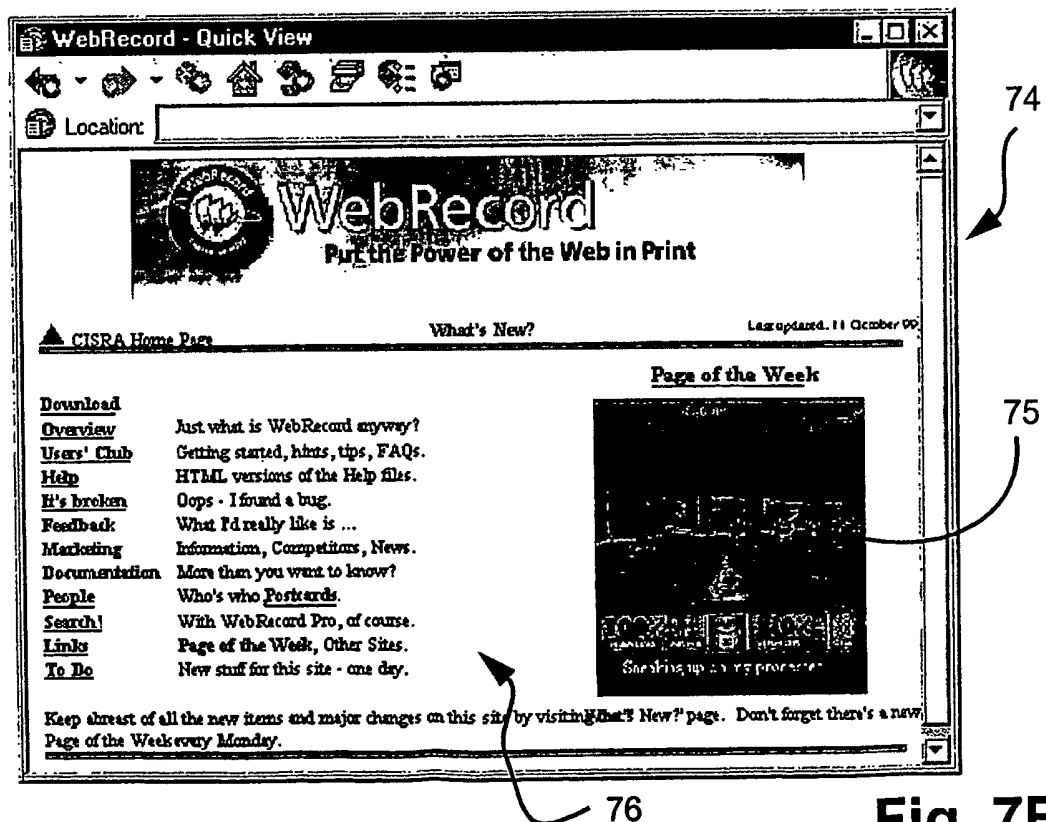 WebRecord - Quick View
Location:
74
WebRecord
WebRecord
Put the Power of the Web in Print
CISRA Home Page
What's New?
Last updated. 11 October 99
Page of the Week
Download
Overview Just what is WebRecord anyway?
75
Users' Club Getting started, hints, tips, FAQs.
Help HTML versions of the Help files.
It's broken Oops - I found a bug.
Feedback What I'd really like is ...
Marketing Information, Competitors, News.
Documentation More than you want to know?
People Who's who Postcards.
Search! With WebRecord Pro, of course.
Links Page of the Week, Other Sites.
To Do New stuff for this site - one day.
Sneaking up on my processer
Keep abreast of all the new items and major changes on this site by visiting New?" page. Don't forget there's a new
Page of the Week every Monday.
76